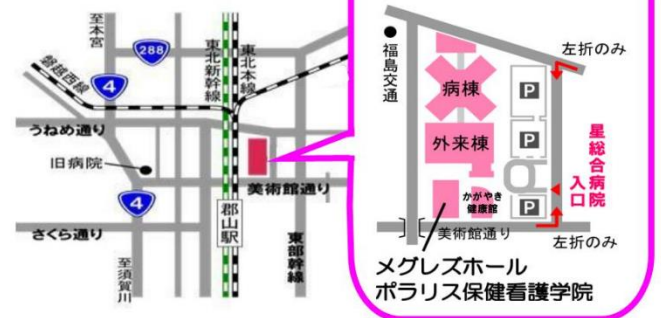 至本宮
288
東北新幹線
東北本線
磐越西線
4
うねめ通り
旧病院
美術館通り
4
郡山駅
さくら通り
東部幹線
至須賀川
福島交通
左折のみ
病棟
P
外来棟
P
星総合病院
入口
かがやき
健康館
P
美術館通り
左折のみ
メグレズホール
ポラリス保健看護学院